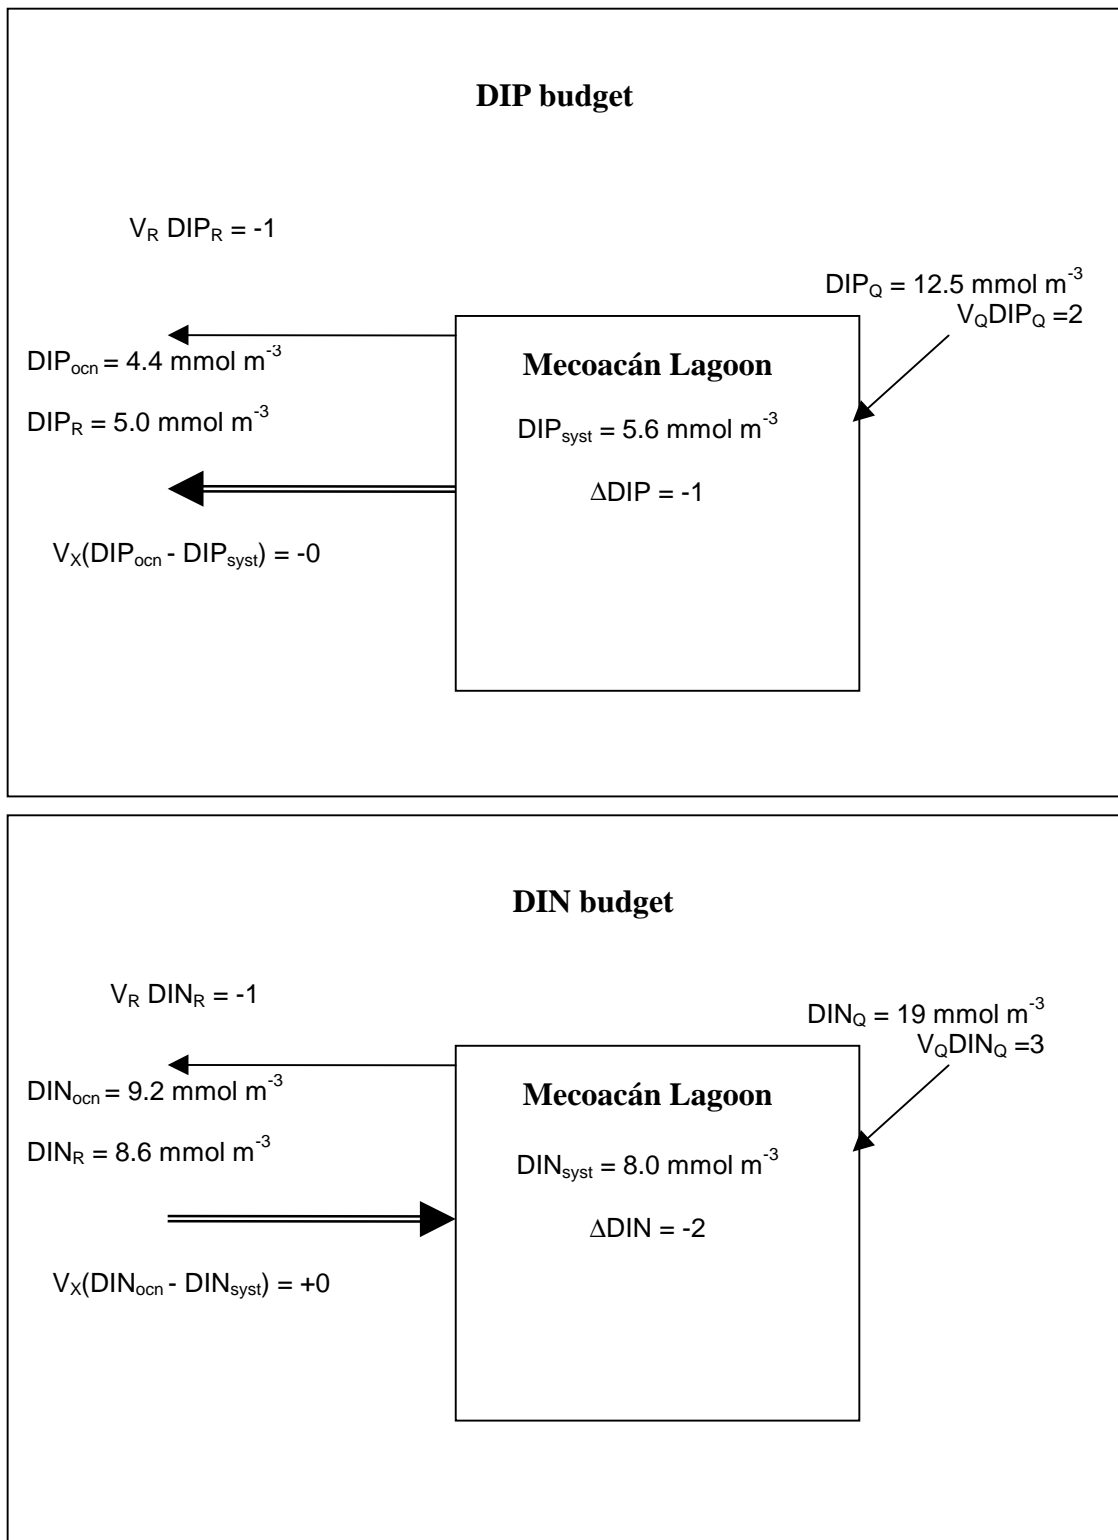 DIP budget
V_R DIP_R = -1
DIP_Q = 12.5 mmol m^-3
V_QDIP_Q =2
DIP_ocn = 4.4 mmol m^-3
Mecoacán Lagoon
DIP_R = 5.0 mmol m^-3
DIP_syst = 5.6 mmol m^-3
∆DIP = -1
V_X(DIP_ocn - DIP_syst) = -0
DIN budget
V_R DIN_R = -1
DIN_Q = 19 mmol m^-3
V_QDIN_Q =3
DIN_ocn = 9.2 mmol m^-3
Mecoacán Lagoon
DIN_R = 8.6 mmol m^-3
DIN_syst = 8.0 mmol m^-3
∆DIN = -2
V_X(DIN_ocn - DIN_syst) = +0